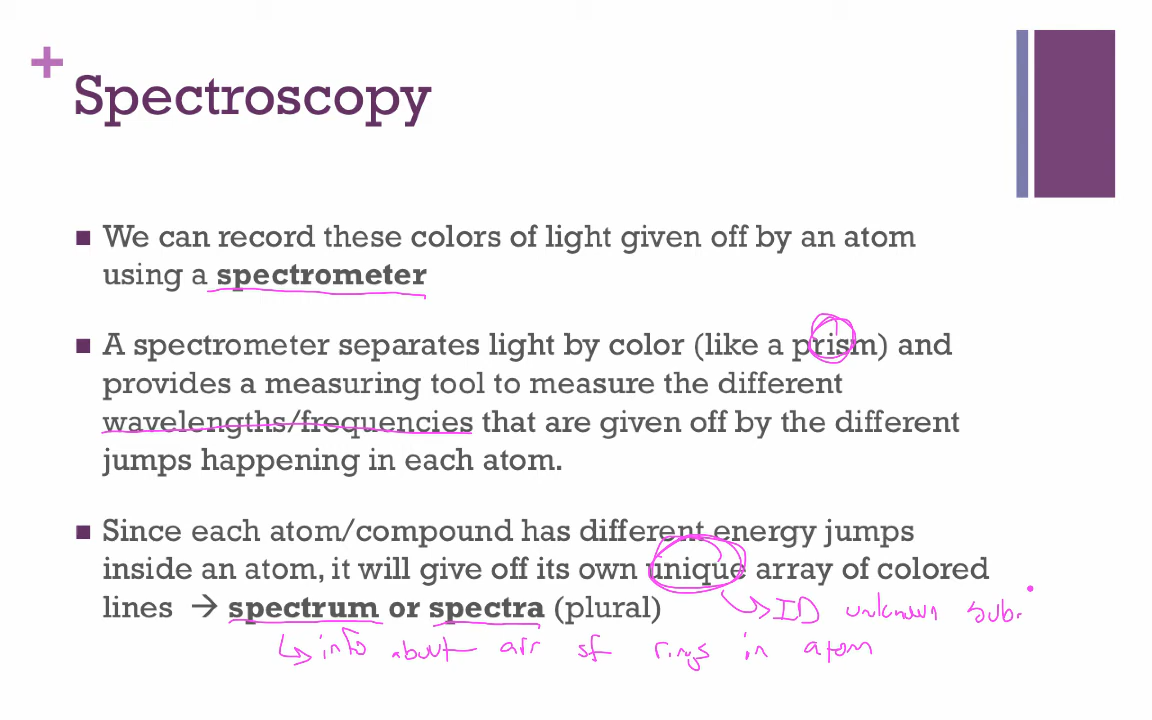 +
Spectroscopy
We can record these colors of light given off by an atom
using a spectrometer
A spectrometer separates light by color (like a prism) and
provides a measuring tool to measure the different
wavelengths/frequencies that are given off by the different
jumps happening in each atom.
Since each atom/compound has different energy jumps
inside an atom, it will give off its own unique array of colored
lines → spectrum or spectra (plural)
→ ID unknown subs.
→ info about arr of rings in atom